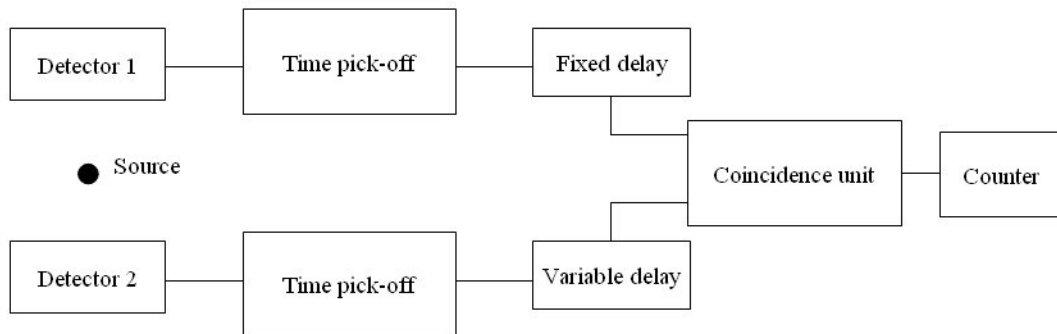 Detector 1
Time pick-off
Fixed delay
Source
Coincidence unit
Counter
Detector 2
Time pick-off
Variable delay